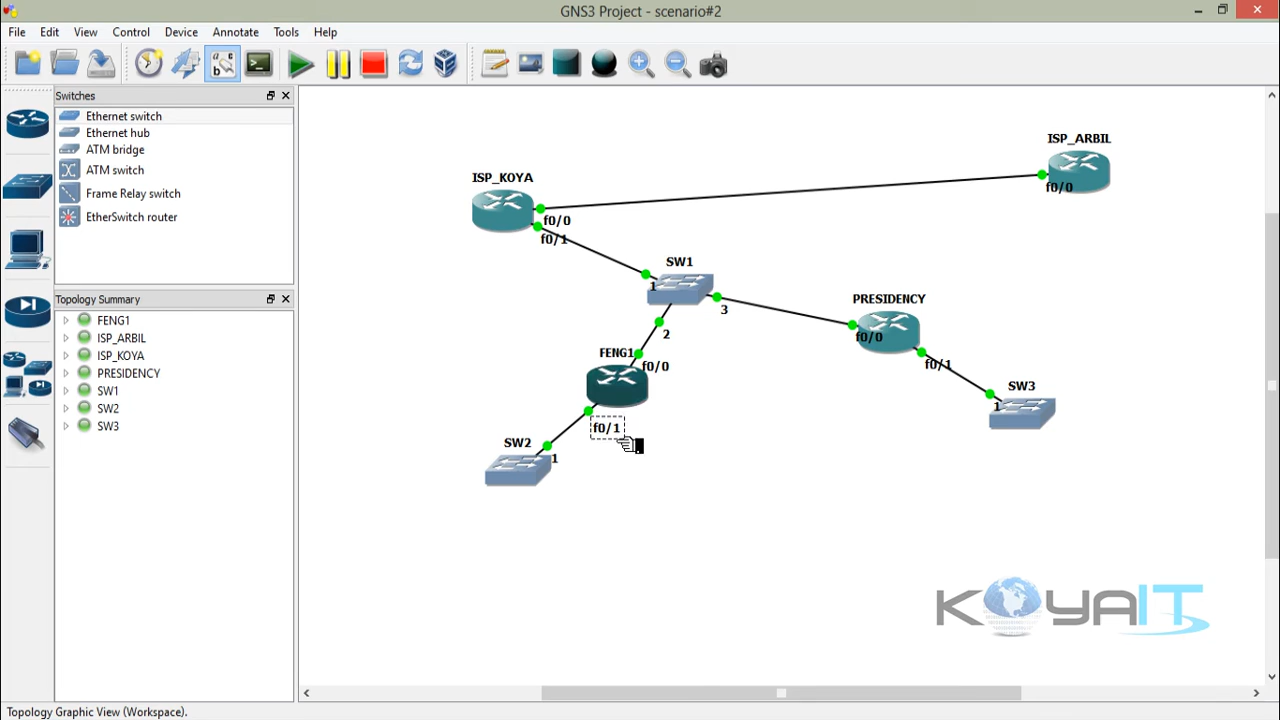 GNS3 Project - scenario#2
File Edit View Control Device Annotate Tools Help
Switches
Ethernet switch
Ethernet hub
ATM bridge
ATM switch
Frame Relay switch
EtherSwitch router
Topology Summary
FENG1
ISP_ARBIL
ISP_KOYA
PRESIDENCY
SW1
SW2
SW3
ISP_ARBIL
f0/0
ISP_KOYA
f0/0
f0/1
SW1
1
2
3
PRESIDENCY
f0/0
f0/1
FENG1
f0/0
f0/1
SW3
1
SW2
1
KOYAIT
Topology Graphic View (Workspace).